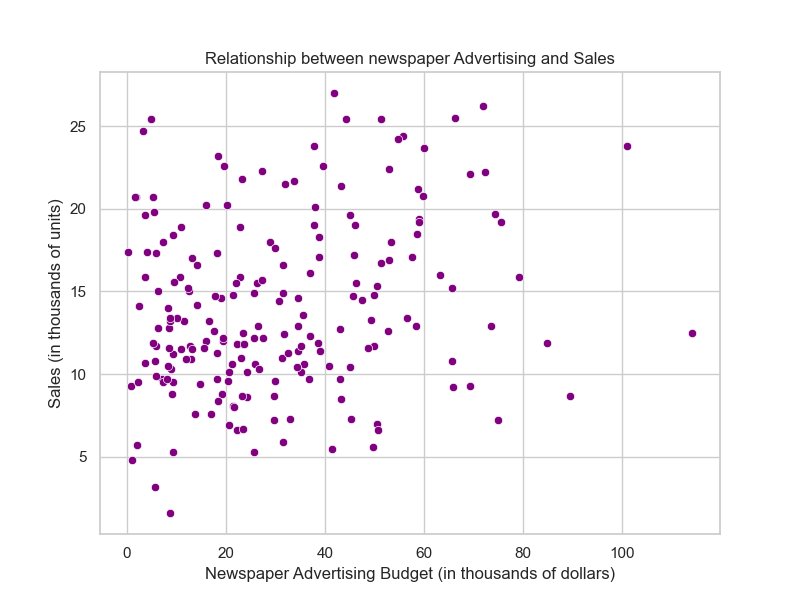 Relationship between newspaper Advertising and Sales
25
20
15
10
5
Sales (in thousands of units)
0 20 40 60 80 100
Newspaper Advertising Budget (in thousands of dollars)